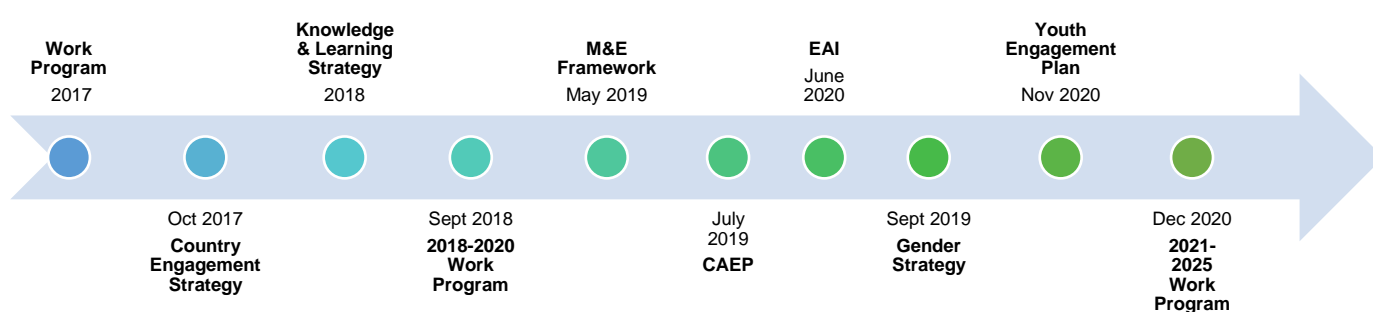 Work
Program
2017
Oct 2017
Country
Engagement
Strategy
Knowledge
& Learning
Strategy
2018
Sept 2018
2018-2020
Work
Program
M&E
Framework
May 2019
July
2019
CAEP
EAI
June
2020
Sept 2019
Gender
Strategy
Youth
Engagement
Plan
Nov 2020
Dec 2020
2021-
2025
Work
Program